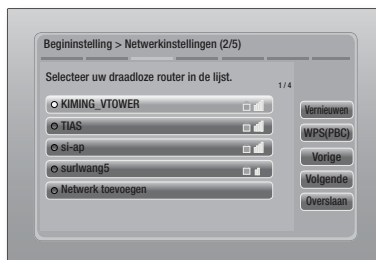 Begininstelling > Netwerkinstellingen (2/5)
Selecteer uw draadloze router in de lijst.
1/4
KIMING_VTOWER
TIAS
si-ap
surlwang5
Netwerk toevoegen
Vernieuwen
WPS(PBC)
Vorige
Volgende
Overslaan